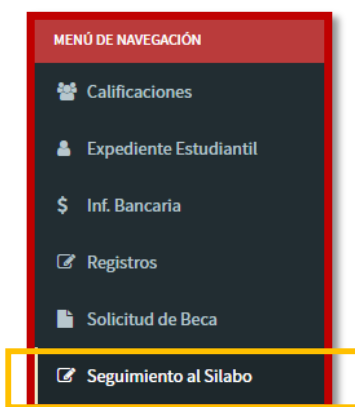 MENÚ DE NAVEGACIÓN
Calificaciones
Expediente Estudiantil
$ Inf. Bancaria
Registros
Solicitud de Beca
Seguimiento al Silabo